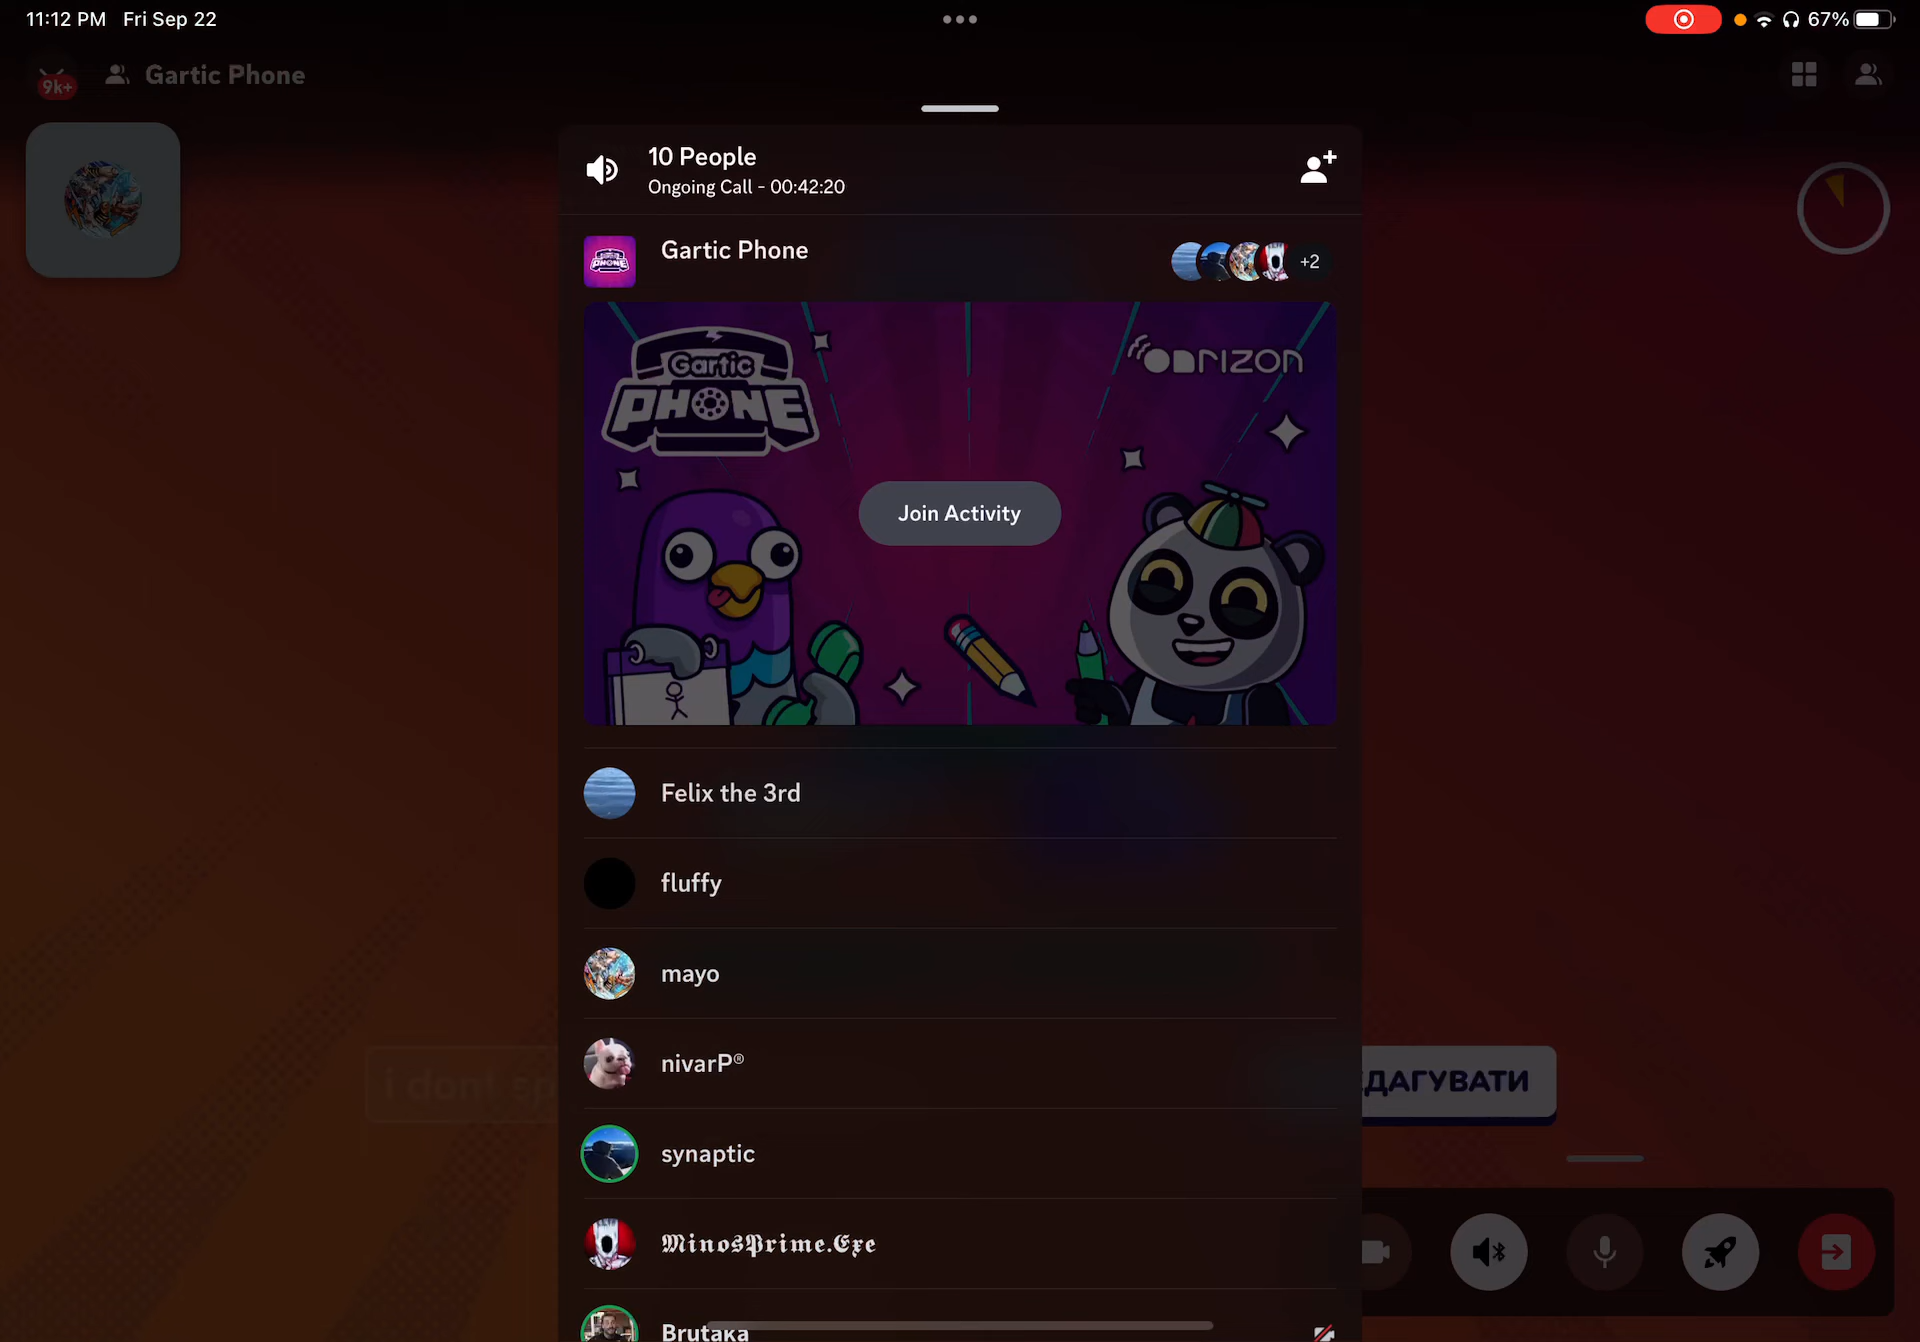 11:12 PM Fri Sep 22
67%
9k+
Gartic Phone
10 People
Ongoing Call - 00:42:20
Gartic Phone
+2
Gartic
PHONE
ONRIZON
Join Activity
Felix the 3rd
fluffy
mayo
nivarP®
i dont
ДАГУВАТИ
synaptic
𝕸𝖎𝖓𝖔𝖘𝕻𝖗𝖎𝖒𝖊.𝕰𝖝𝖊
Brutaka